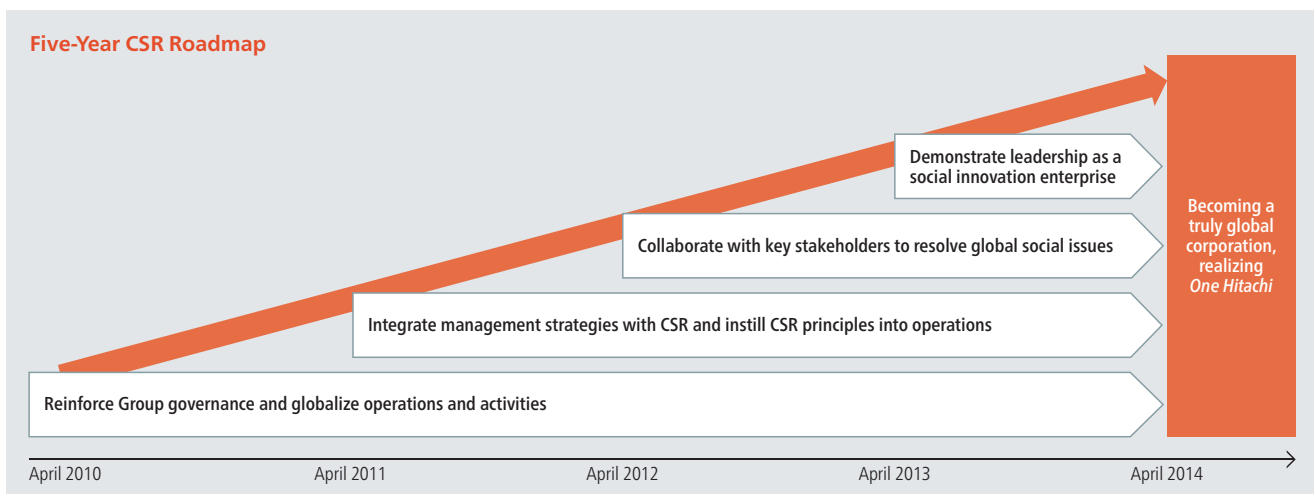 Five-Year CSR Roadmap
Demonstrate leadership as a
social innovation enterprise
Collaborate with key stakeholders to resolve global social issues
Integrate management strategies with CSR and instill CSR principles into operations
Reinforce Group governance and globalize operations and activities
Becoming a
truly global
corporation,
realizing
One Hitachi
April 2010
April 2011
April 2012
April 2013
April 2014